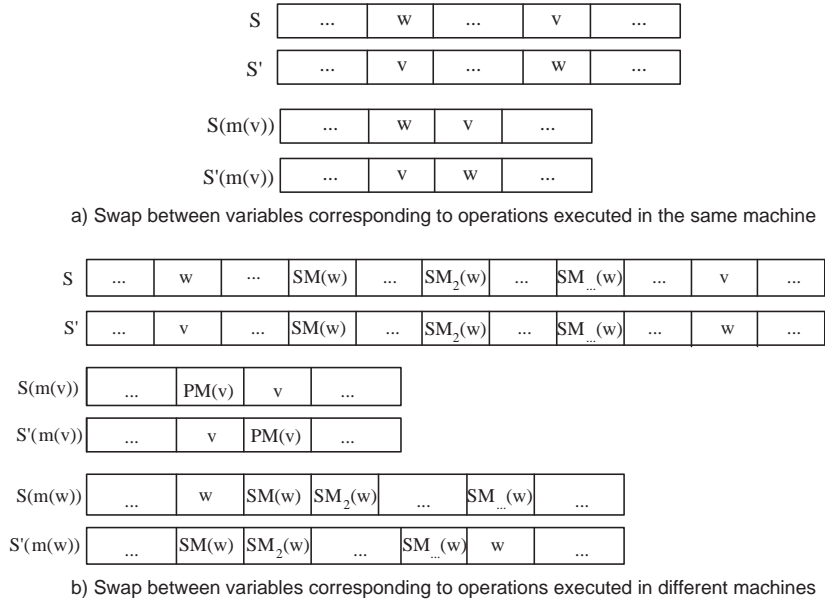 S ... w ... v ...
S' ... v ... w ...
S(m(v)) ... w v ...
S'(m(v)) ... v w ...
a) Swap between variables corresponding to operations executed in the same machine
S ... w ... SM(w) ... SM₂(w) ... SM...(w) ... v ...
S' ... v ... SM(w) ... SM₂(w) ... SM...(w) ... w ...
S(m(v)) ... PM(v) v ...
S'(m(v)) ... v PM(v) ...
S(m(w)) ... w SM(w) SM₂(w) ... SM...(w) ...
S'(m(w)) ... SM(w) SM₂(w) ... SM...(w) w ...
b) Swap between variables corresponding to operations executed in different machines